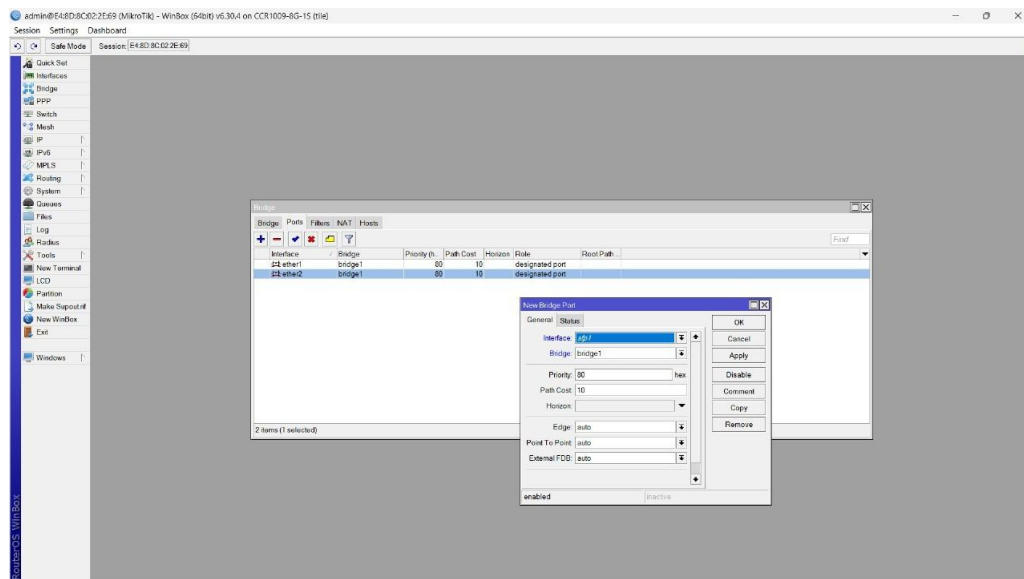 admin@E4:8D:8C:02:2E:69 (MikroTik) - WinBox (64bit) v6.30.4 on CCR1009-8G-1S (tile)
Session Settings Dashboard
Safe Mode Session: E4:8D:8C:02:2E:69
Quick Set
Interfaces
Bridge
PPP
Switch
Mesh
IP
IPv6
MPLS
Routing
System
Queues
Files
Log
Radius
Tools
New Terminal
LCD
Partition
Make Supout.rif
New WinBox
Exit
Windows
RouterOS WinBox
Bridge
Bridge Ports Filters NAT Hosts
Find
Interface Bridge Priority (h... Path Cost Horizon Role Root Path ...
ether1 bridge1 80 10 designated port
ether2 bridge1 80 10 designated port
2 items (1 selected)
New Bridge Port
General Status
Interface: sfp1
Bridge: bridge1
Priority: 80 hex
Path Cost: 10
Horizon:
Edge: auto
Point To Point: auto
External FDB: auto
enabled inactive
OK
Cancel
Apply
Disable
Comment
Copy
Remove